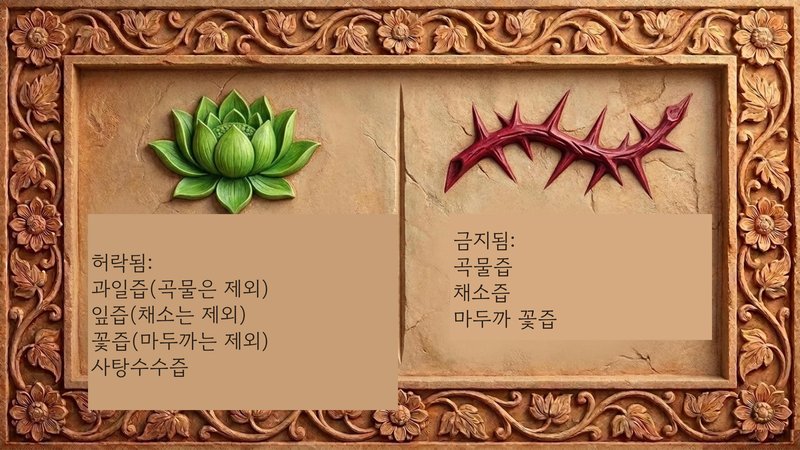 허락됨:
과일즙(곡물은 제외)
잎즙(채소는 제외)
꽃즙(마두까는 제외)
사탕수수즙
금지됨:
곡물즙
채소즙
마두까 꽃즙